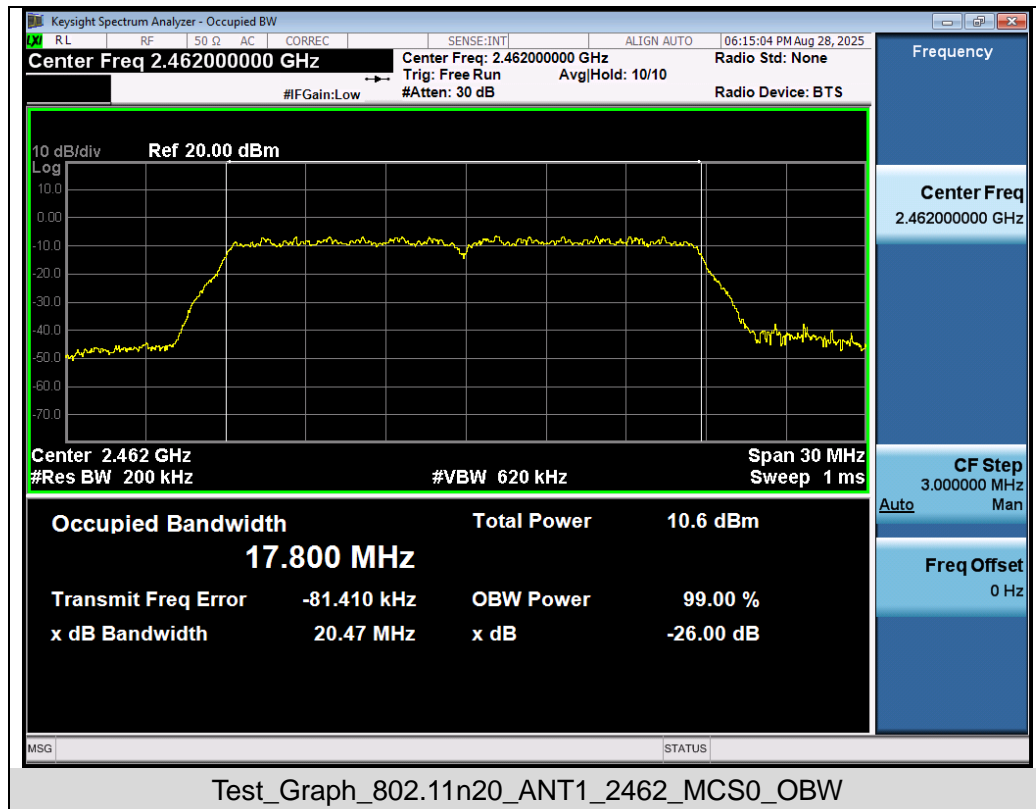 Keysight Spectrum Analyzer - Occupied BW
LXI RL RF 50 Ω AC CORREC SENSE:INT ALIGN AUTO 06:15:04 PM Aug 28, 2025
Center Freq 2.462000000 GHz
Center Freq: 2.462000000 GHz
Radio Std: None
Trig: Free Run Avg|Hold: 10/10
#IFGain:Low
#Atten: 30 dB
Radio Device: BTS
10 dB/div Ref 20.00 dBm
Log
10.0
0.00
-10.0
-20.0
-30.0
-40.0
-50.0
-60.0
-70.0
Center 2.462 GHz Span 30 MHz
#Res BW 200 kHz #VBW 620 kHz Sweep 1 ms
Occupied Bandwidth Total Power 10.6 dBm
17.800 MHz
Transmit Freq Error -81.410 kHz OBW Power 99.00 %
x dB Bandwidth 20.47 MHz x dB -26.00 dB
MSG STATUS
Frequency
Center Freq
2.462000000 GHz
CF Step
3.000000 MHz
Auto Man
Freq Offset
0 Hz
Test_Graph_802.11n20_ANT1_2462_MCS0_OBW